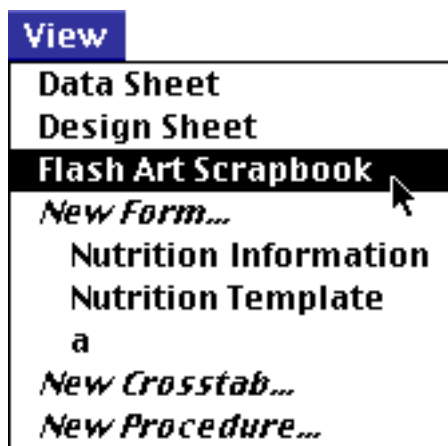 View
Data Sheet
Design Sheet
Flash Art Scrapbook
New Form...
Nutrition Information
Nutrition Template
a
New Crosstab...
New Procedure...